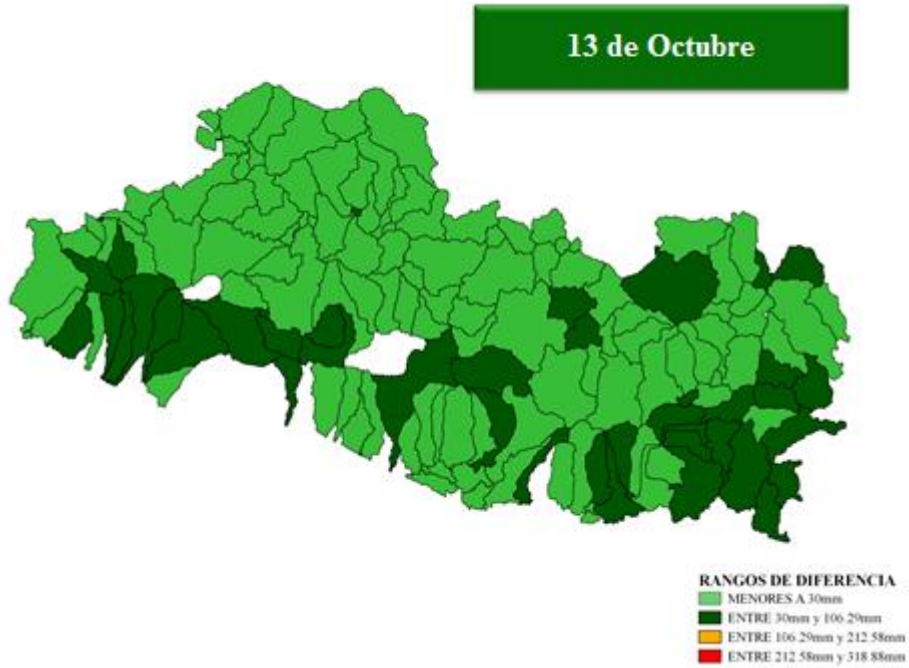 13 de Octubre
RANGOS DE DIFERENCIA
MENORES A 30mm
ENTRE 30mm y 106.29mm
ENTRE 106.29mm y 212.58mm
ENTRE 212.58mm y 318.88mm